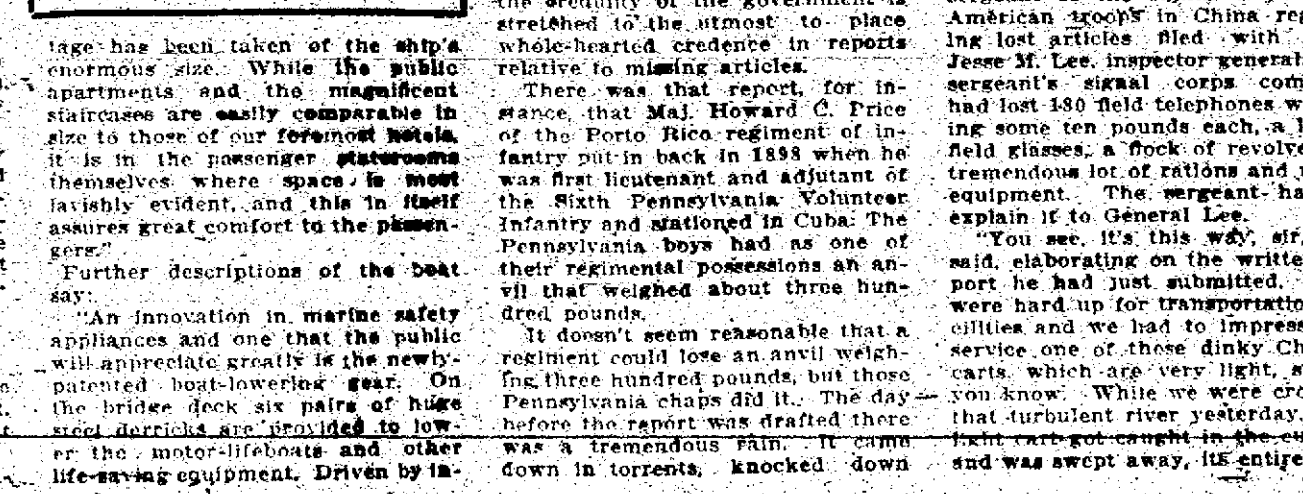 tage has been taken of the ship's
enormous size. While the public
apartments and the magnificent
staircases are easily comparable in
size to those of our foremost hotels,
it is in the passenger staterooms
themselves where space is most
lavishly evident, and this in itself
assures great comfort to the passen-
gers."
Further descriptions of the boat
say:
"An innovation in marine safety
appliances and one that the public
will appreciate greatly is the newly-
patented boat-lowering gear. On
the bridge deck six pairs of huge
steel derricks are provided to low-
er the motor-lifeboats and other
life-saving equipment. Driven by in-
the credulity of the government is
stretched to the utmost to place
whole-hearted credence in reports
relative to missing articles.
There was that report, for in-
stance, that Maj. Howard C. Price
of the Porto Rico regiment of in-
fantry put in back in 1898 when he
was first lieutenant and adjutant of
the Sixth Pennsylvania Volunteer
Infantry and stationed in Cuba. The
Pennsylvania boys had as one of
their regimental possessions an an-
vil that weighed about three hun-
dred pounds.
It doesn't seem reasonable that a
regiment could lose an anvil weigh-
ing three hundred pounds, but those
Pennsylvania chaps did it. The day
before the report was drafted there
was a tremendous rain. It came
down in torrents, knocked down
American troops in China re
ing lost articles filed with
Jesse M. Lee, inspector general
sergeant's signal corps com
had lost 180 field telephones w
ing some ten pounds each, a l
field glasses, a flock of revolve
tremendous lot of rations and
equipment. The sergeant ha
explain it to General Lee.
"You see, it's this way, sir,
said, elaborating on the writte
port he had just submitted.
were hard up for transportatio
cilities and we had to impress
service one of those dinky Ch
carts, which are very light, a
you know. While we were cro
that turbulent river yesterday,
light cart got caught in the cu
and was swept away, its entire